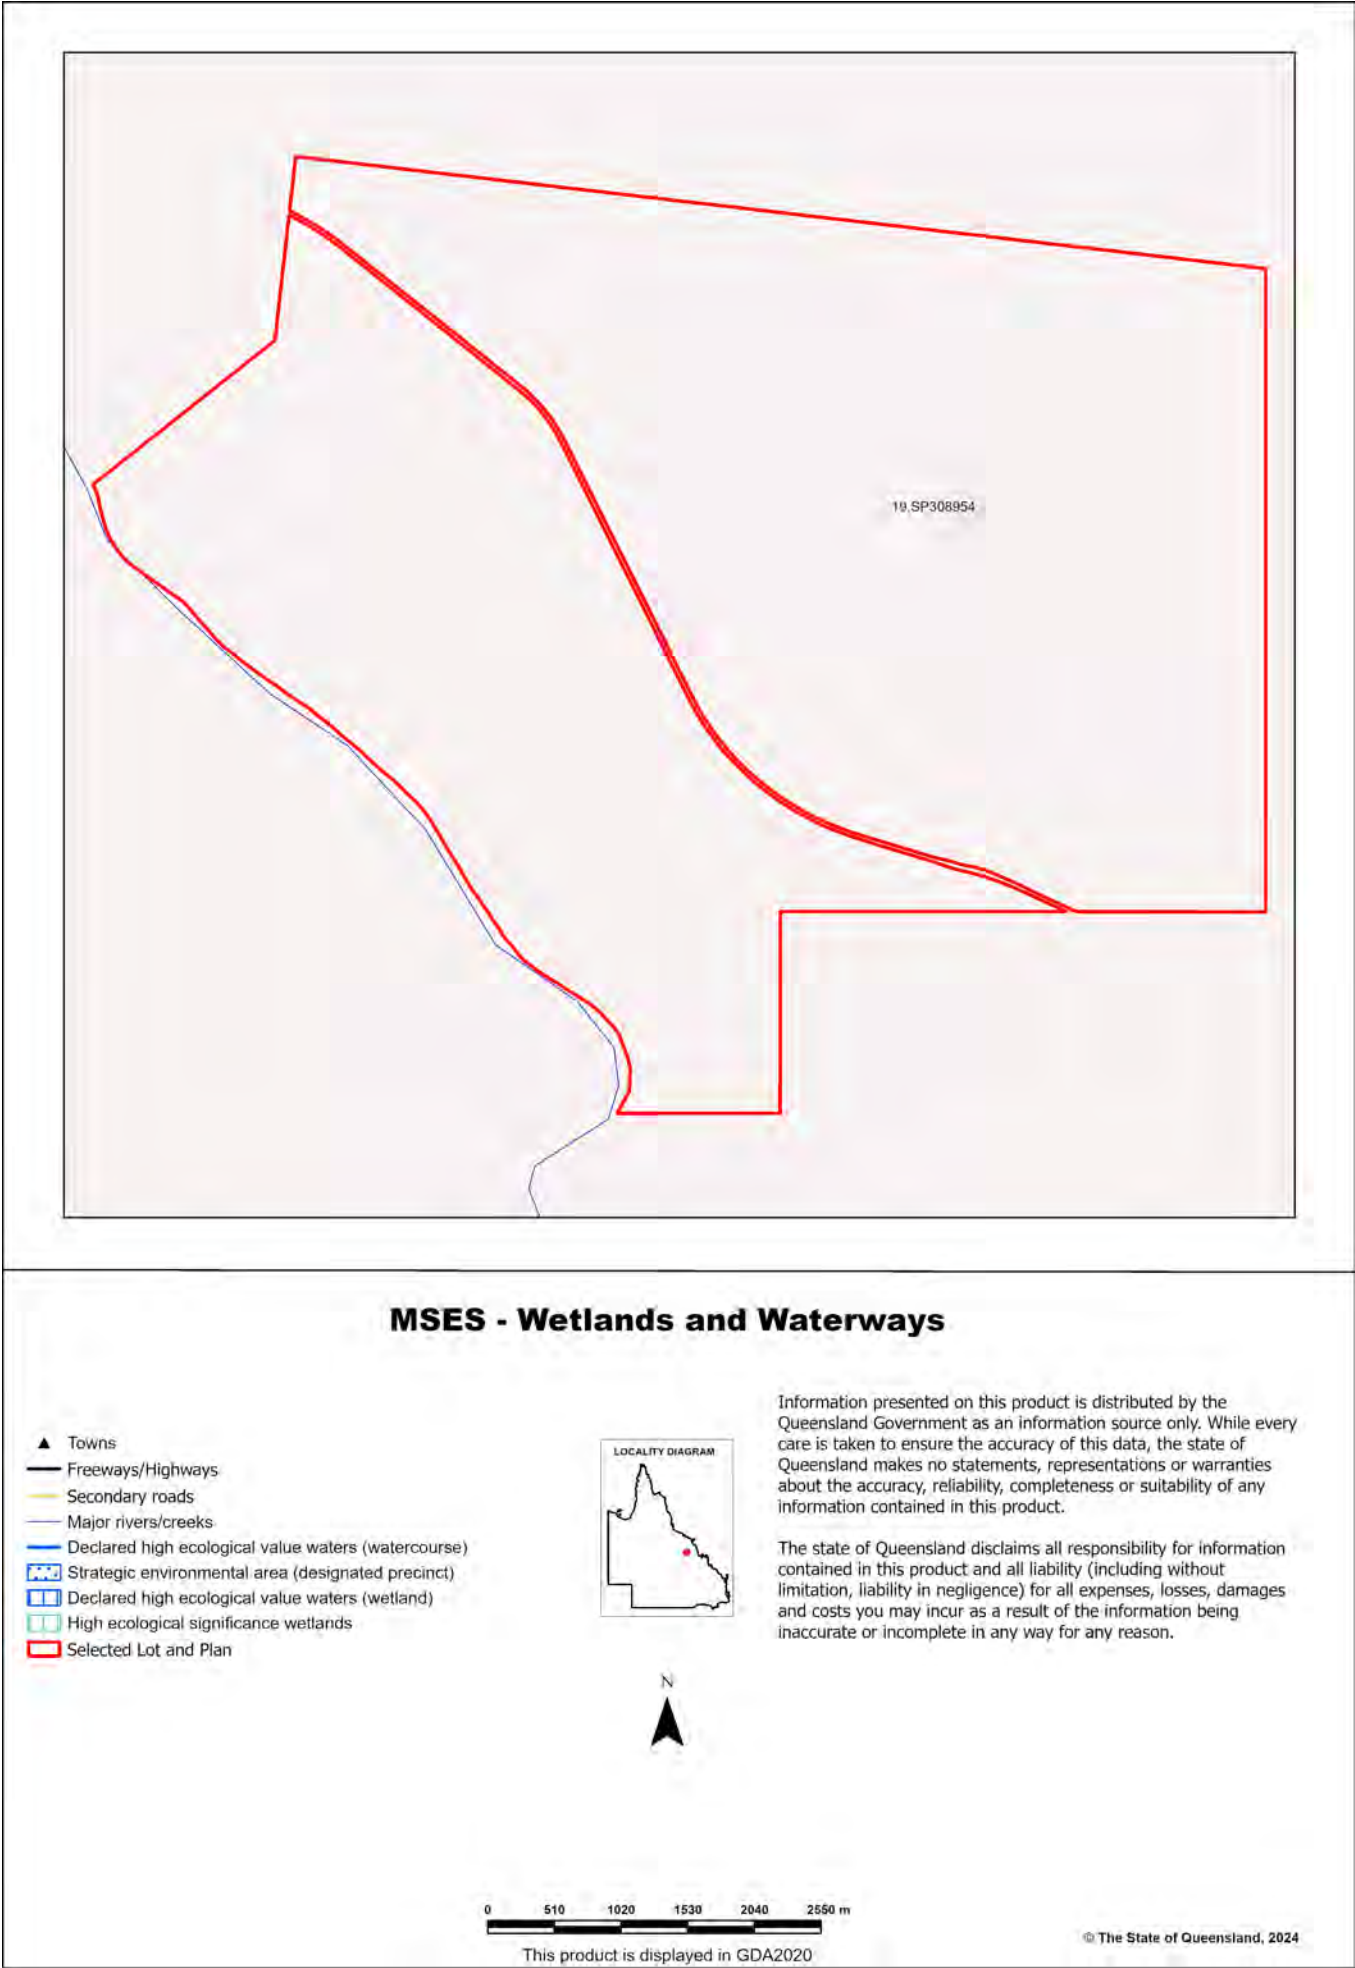 19.SP308954
MSES - Wetlands and Waterways
Towns
Freeways/Highways
Secondary roads
Major rivers/creeks
Declared high ecological value waters (watercourse)
Strategic environmental area (designated precinct)
Declared high ecological value waters (wetland)
High ecological significance wetlands
Selected Lot and Plan
LOCALITY DIAGRAM
N
Information presented on this product is distributed by the
Queensland Government as an information source only. While every
care is taken to ensure the accuracy of this data, the state of
Queensland makes no statements, representations or warranties
about the accuracy, reliability, completeness or suitability of any
information contained in this product.
The state of Queensland disclaims all responsibility for information
contained in this product and all liability (including without
limitation, liability in negligence) for all expenses, losses, damages
and costs you may incur as a result of the information being
inaccurate or incomplete in any way for any reason.
0 510 1020 1530 2040 2550 m
This product is displayed in GDA2020
© The State of Queensland, 2024